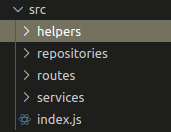 src
helpers
repositories
routes
services
index.js